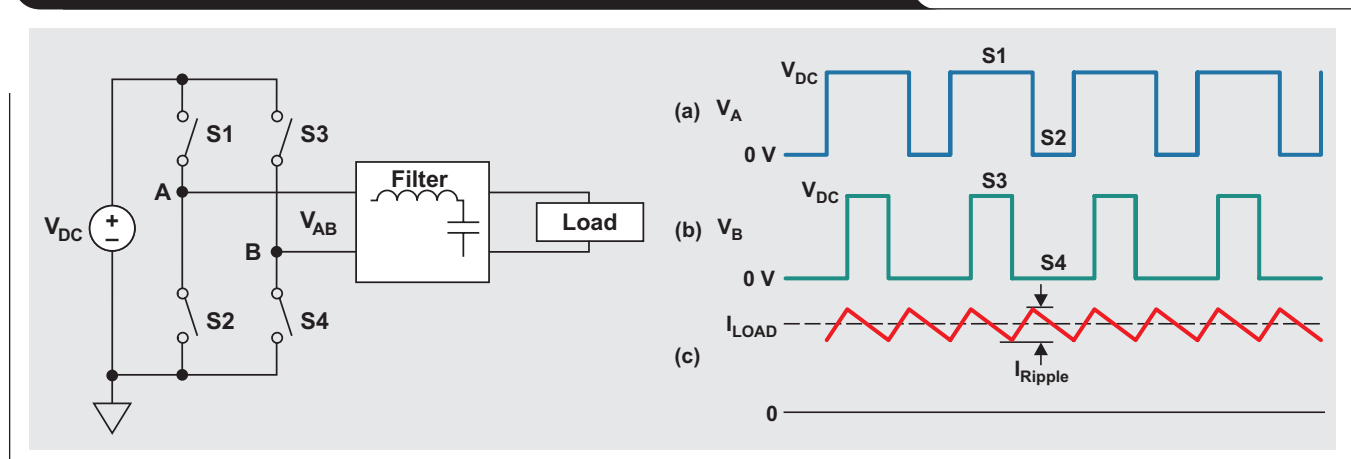 S1
S3
A
Filter
V_DC
+
−
V_AB
Load
B
S2
S4
S1
V_DC
(a) V_A
S2
0 V
S3
V_DC
(b) V_B
S4
0 V
I_LOAD
(c)
I_Ripple
0